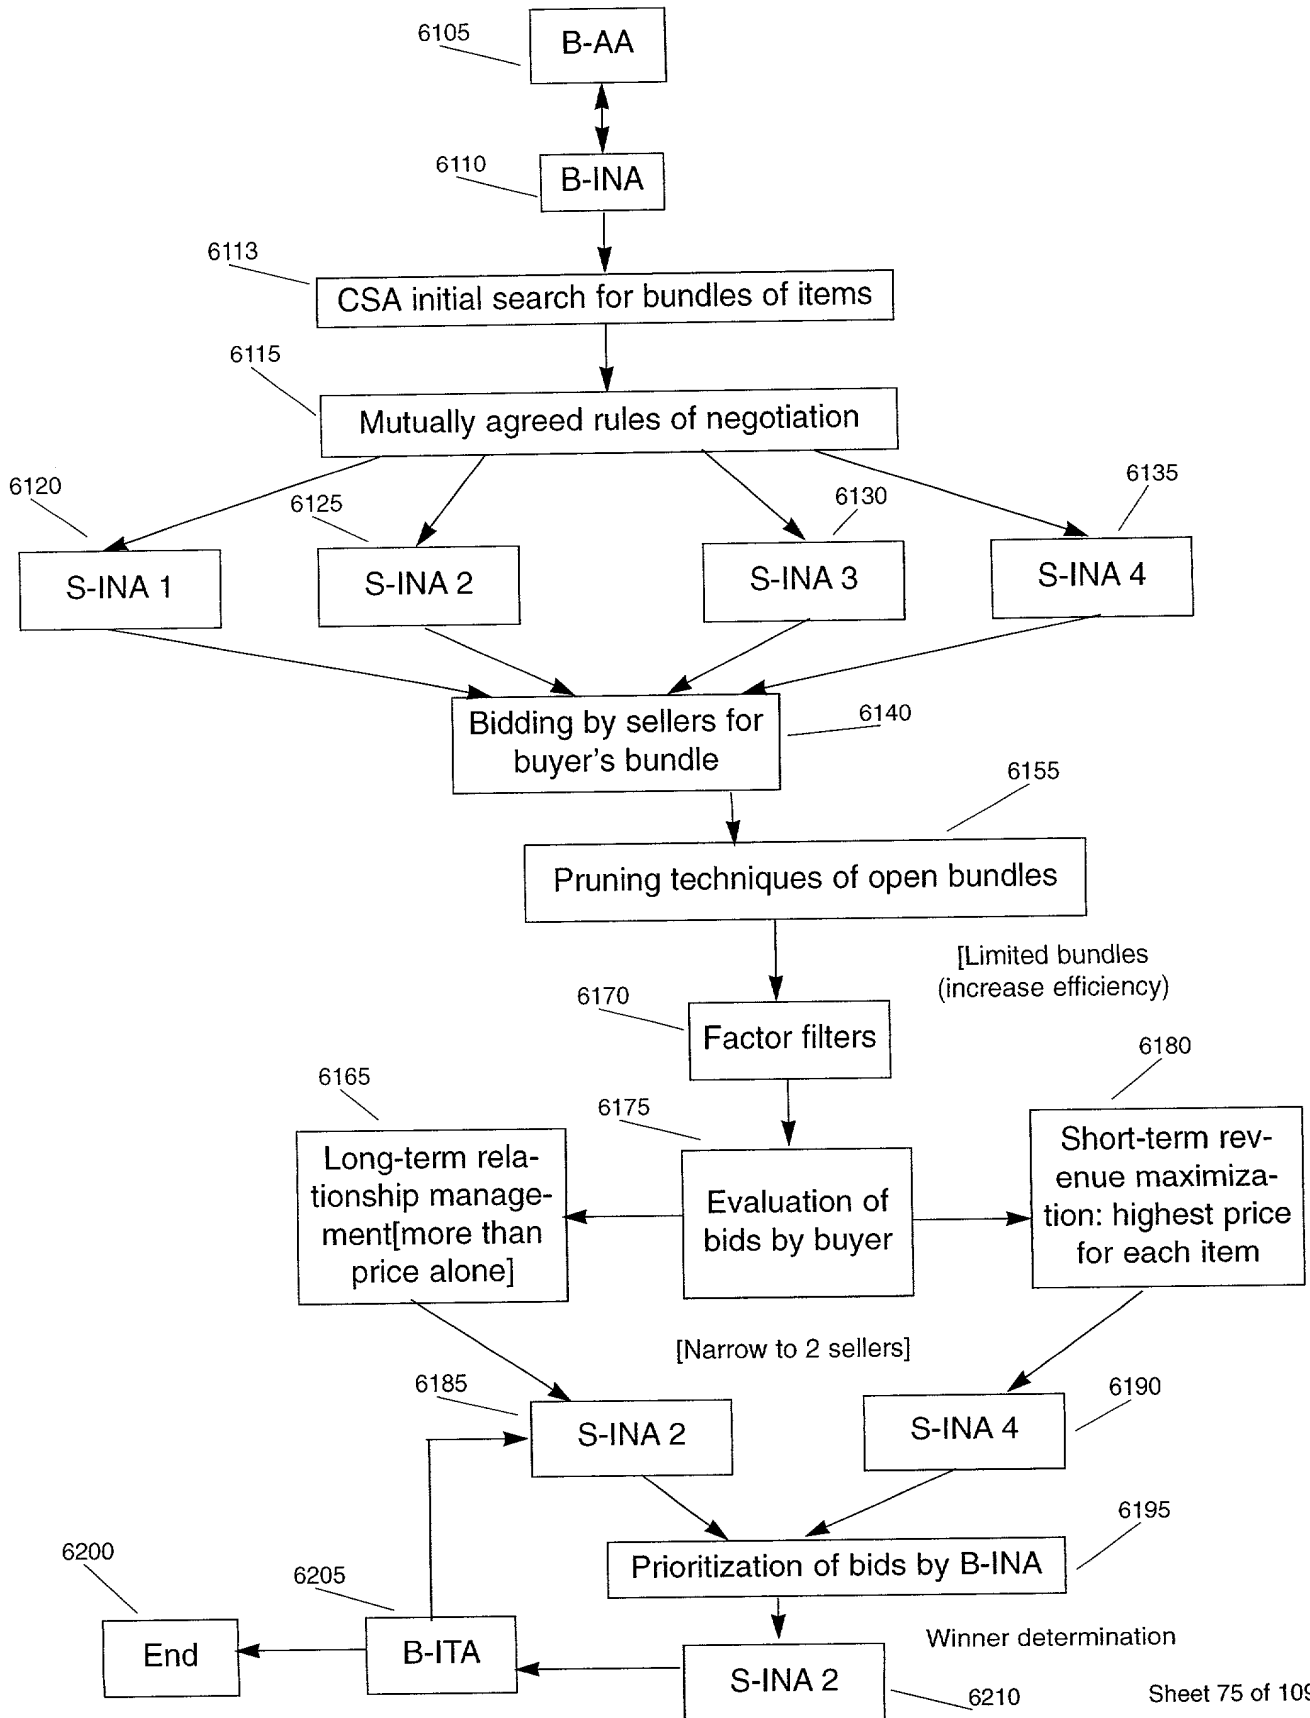 6105
B-AA
6110
B-INA
6113
CSA initial search for bundles of items
6115
Mutually agreed rules of negotiation
6120
6125
6130
6135
S-INA 1
S-INA 2
S-INA 3
S-INA 4
Bidding by sellers for
buyer's bundle
6140
6155
Pruning techniques of open bundles
[Limited bundles
(increase efficiency)
6170
Factor filters
6165
6175
6180
Long-term rela-
tionship manage-
ment[more than
price alone]
Evaluation of
bids by buyer
Short-term rev-
enue maximiza-
tion: highest price
for each item
[Narrow to 2 sellers]
6185
S-INA 2
S-INA 4
6190
6195
Prioritization of bids by B-INA
6200
6205
End
B-ITA
S-INA 2
Winner determination
6210
Sheet 75 of 109